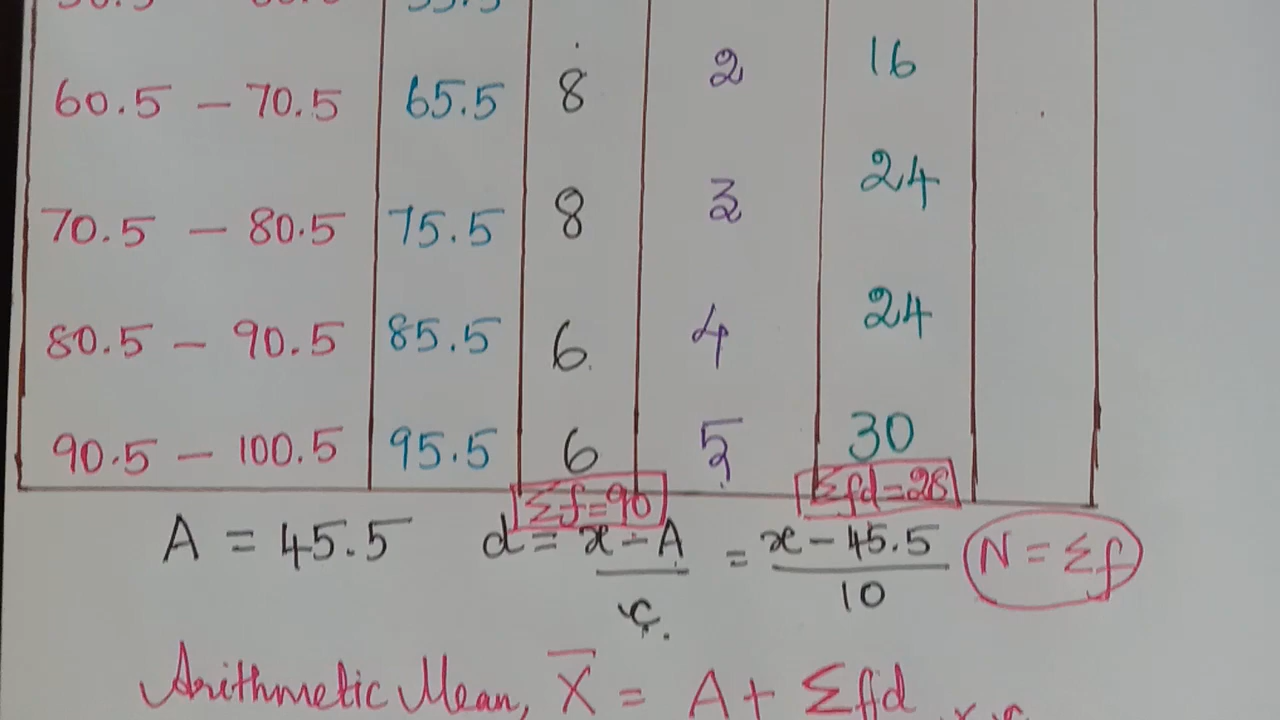 60.5 – 70.5 65.5 8 2 16
70.5 – 80.5 75.5 8 3 24
80.5 – 90.5 85.5 6 4 24
90.5 – 100.5 95.5 6 5 30
Σf=90 Σfd=28
A = 45.5 d = x – A / c = x – 45.5 / 10 N = Σf
Arithmetic Mean, X̅ = A + Σfd